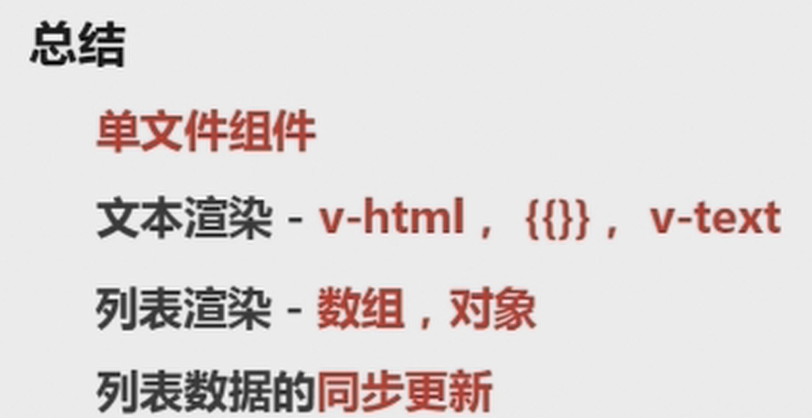 总结
单文件组件
文本渲染 - v-html， {{}}， v-text
列表渲染 - 数组，对象
列表数据的同步更新